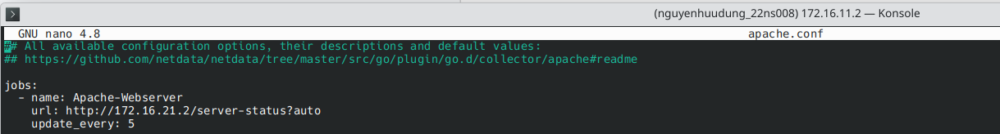 (nguyenhuudung_22ns008) 172.16.11.2 — Konsole
GNU nano 4.8 apache.conf
## All available configuration options, their descriptions and default values:
## https://github.com/netdata/netdata/tree/master/src/go/plugin/go.d/collector/apache#readme
jobs:
- name: Apache-Webserver
url: http://172.16.21.2/server-status?auto
update_every: 5